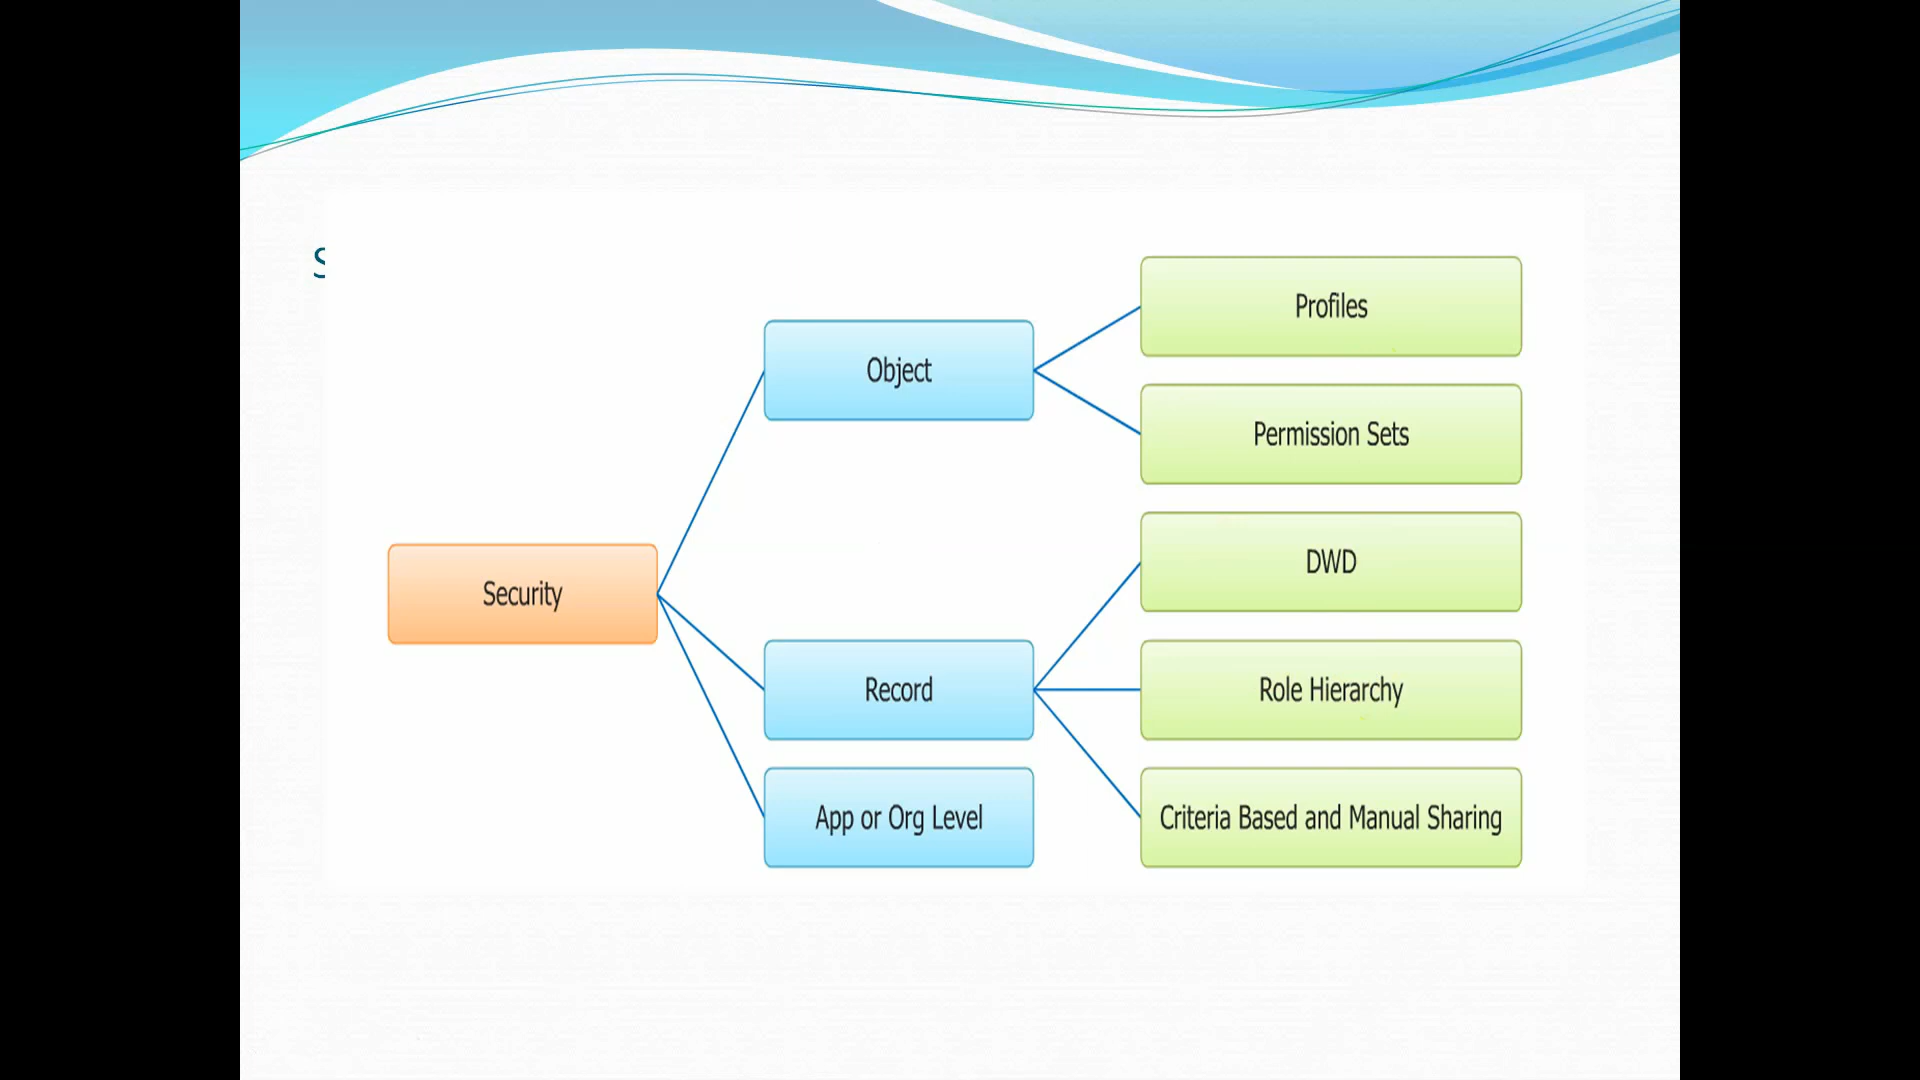 S
Profiles
Object
Permission Sets
DWD
Security
Record
Role Hierarchy
App or Org Level
Criteria Based and Manual Sharing